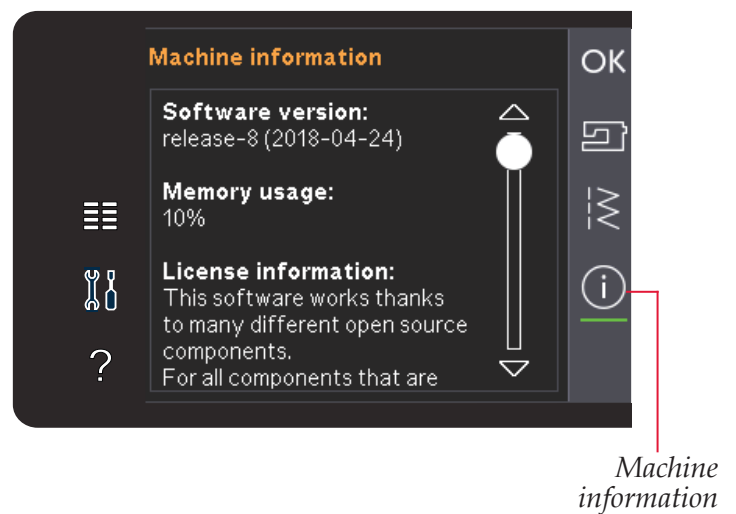 Machine information
OK
Software version:
release-8 (2018-04-24)
Memory usage:
10%
License information:
This software works thanks
to many different open source
components.
For all components that are
?
i
Machine
information